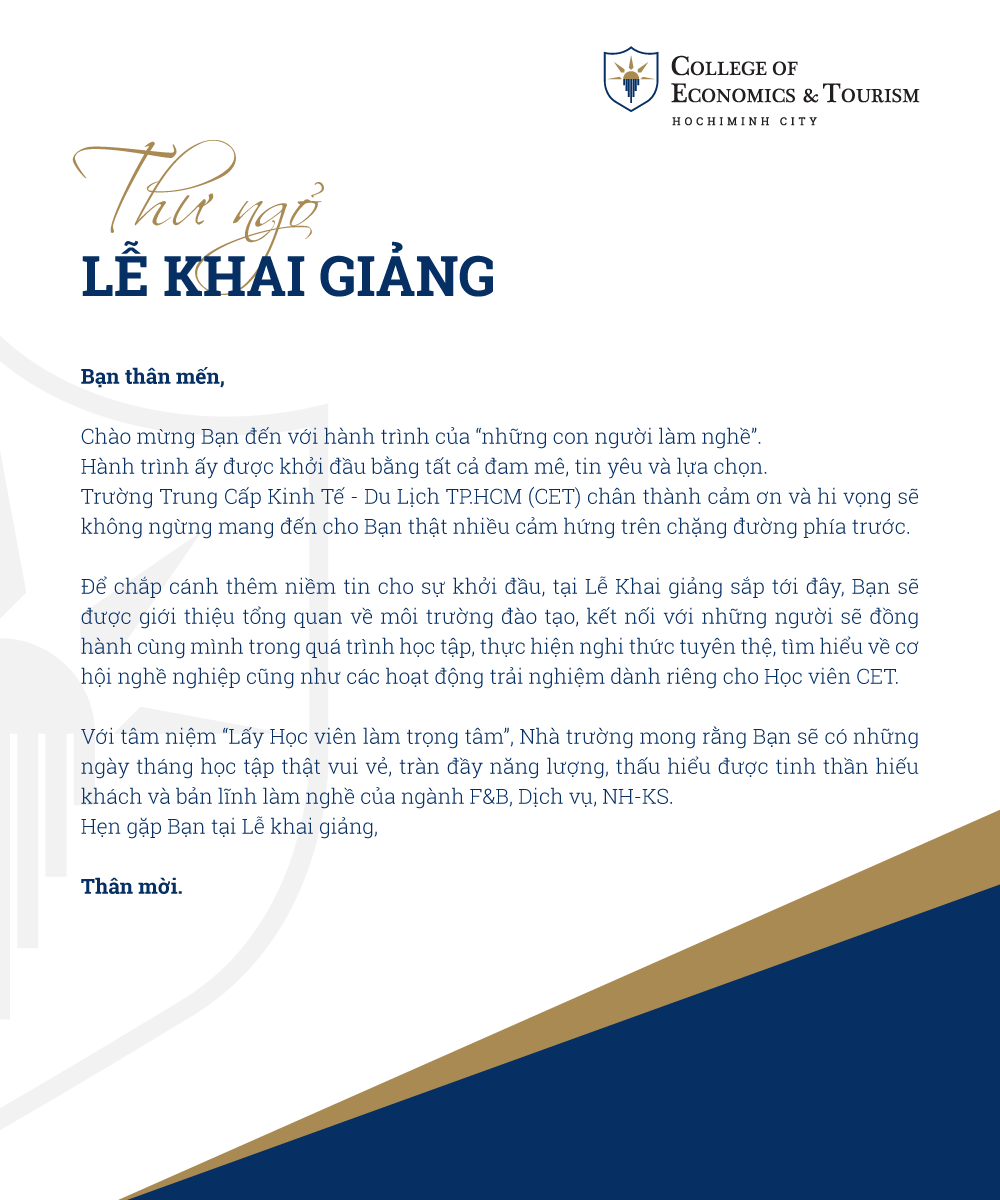 COLLEGE OF
ECONOMICS & TOURISM
HOCHIMINH CITY
Thư ngỏ
LỄ KHAI GIẢNG
Bạn thân mến,
Chào mừng Bạn đến với hành trình của “những con người làm nghề”.
Hành trình ấy được khởi đầu bằng tất cả đam mê, tin yêu và lựa chọn.
Trường Trung Cấp Kinh Tế - Du Lịch TP.HCM (CET) chân thành cảm ơn và hi vọng sẽ
không ngừng mang đến cho Bạn thật nhiều cảm hứng trên chặng đường phía trước.
Để chắp cánh thêm niềm tin cho sự khởi đầu, tại Lễ Khai giảng sắp tới đây, Bạn sẽ
được giới thiệu tổng quan về môi trường đào tạo, kết nối với những người sẽ đồng
hành cùng mình trong quá trình học tập, thực hiện nghi thức tuyên thệ, tìm hiểu về cơ
hội nghề nghiệp cũng như các hoạt động trải nghiệm dành riêng cho Học viên CET.
Với tâm niệm “Lấy Học viên làm trọng tâm”, Nhà trường mong rằng Bạn sẽ có những
ngày tháng học tập thật vui vẻ, tràn đầy năng lượng, thấu hiểu được tinh thần hiếu
khách và bản lĩnh làm nghề của ngành F&B, Dịch vụ, NH-KS.
Hẹn gặp Bạn tại Lễ khai giảng,
Thân mời.